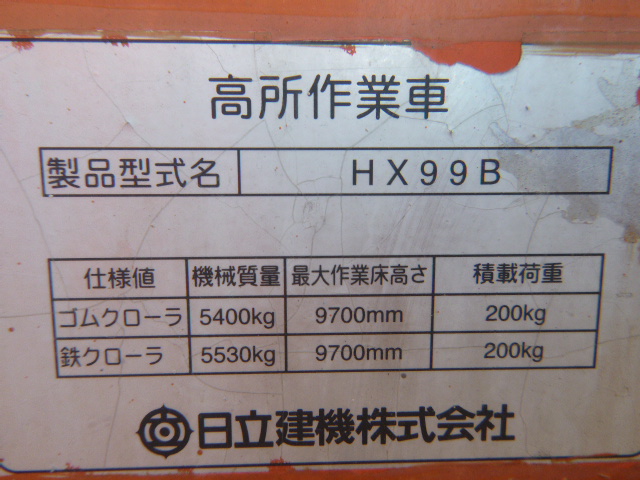 高所作業車
製品型式名 HX99B
仕様値 機械質量 最大作業床高さ 積載荷重
ゴムクローラ 5400kg 9700mm 200kg
鉄クローラ 5530kg 9700mm 200kg
日立建機株式会社